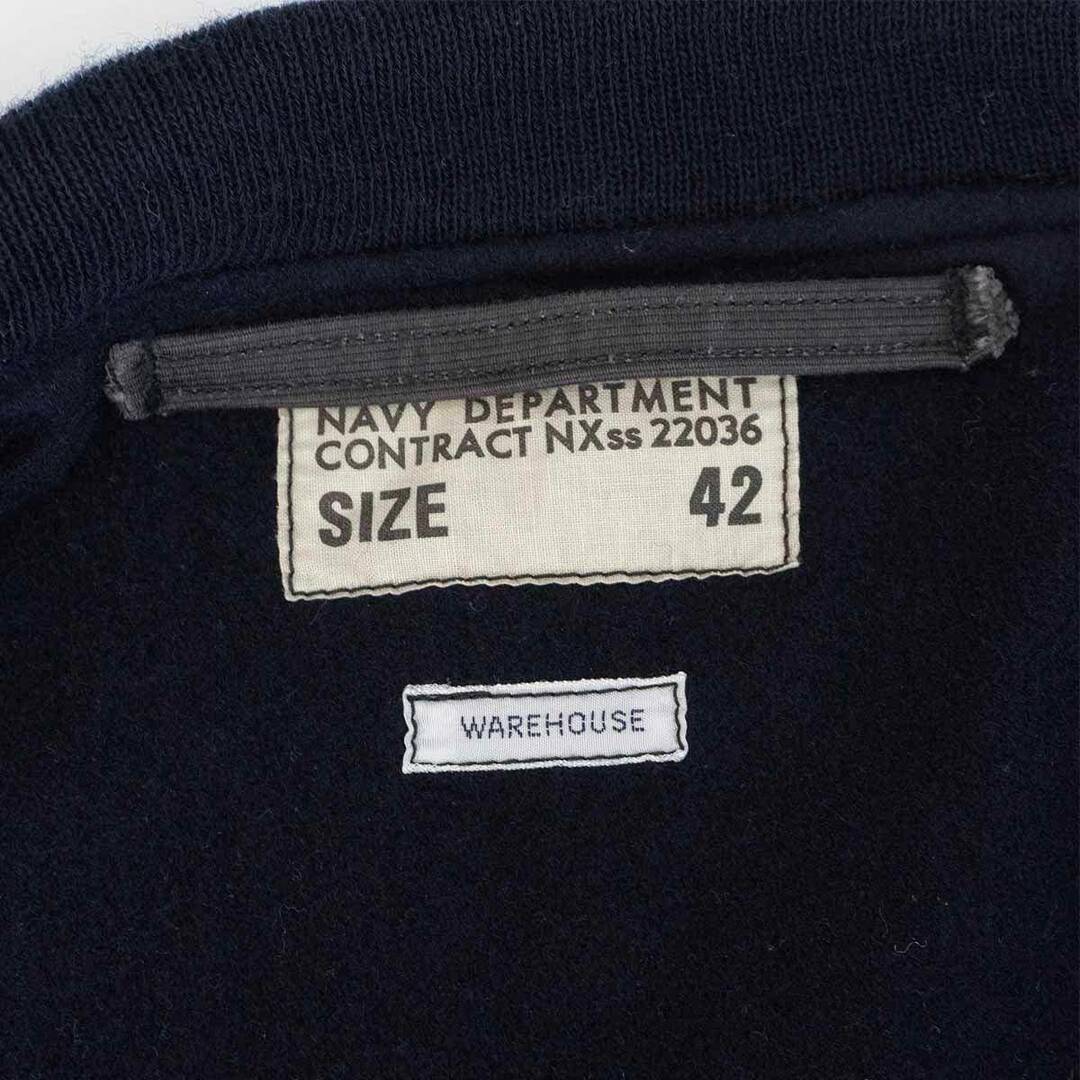 NAVY DEPARTMENT
CONTRACT NXss 22036
SIZE 42
WAREHOUSE